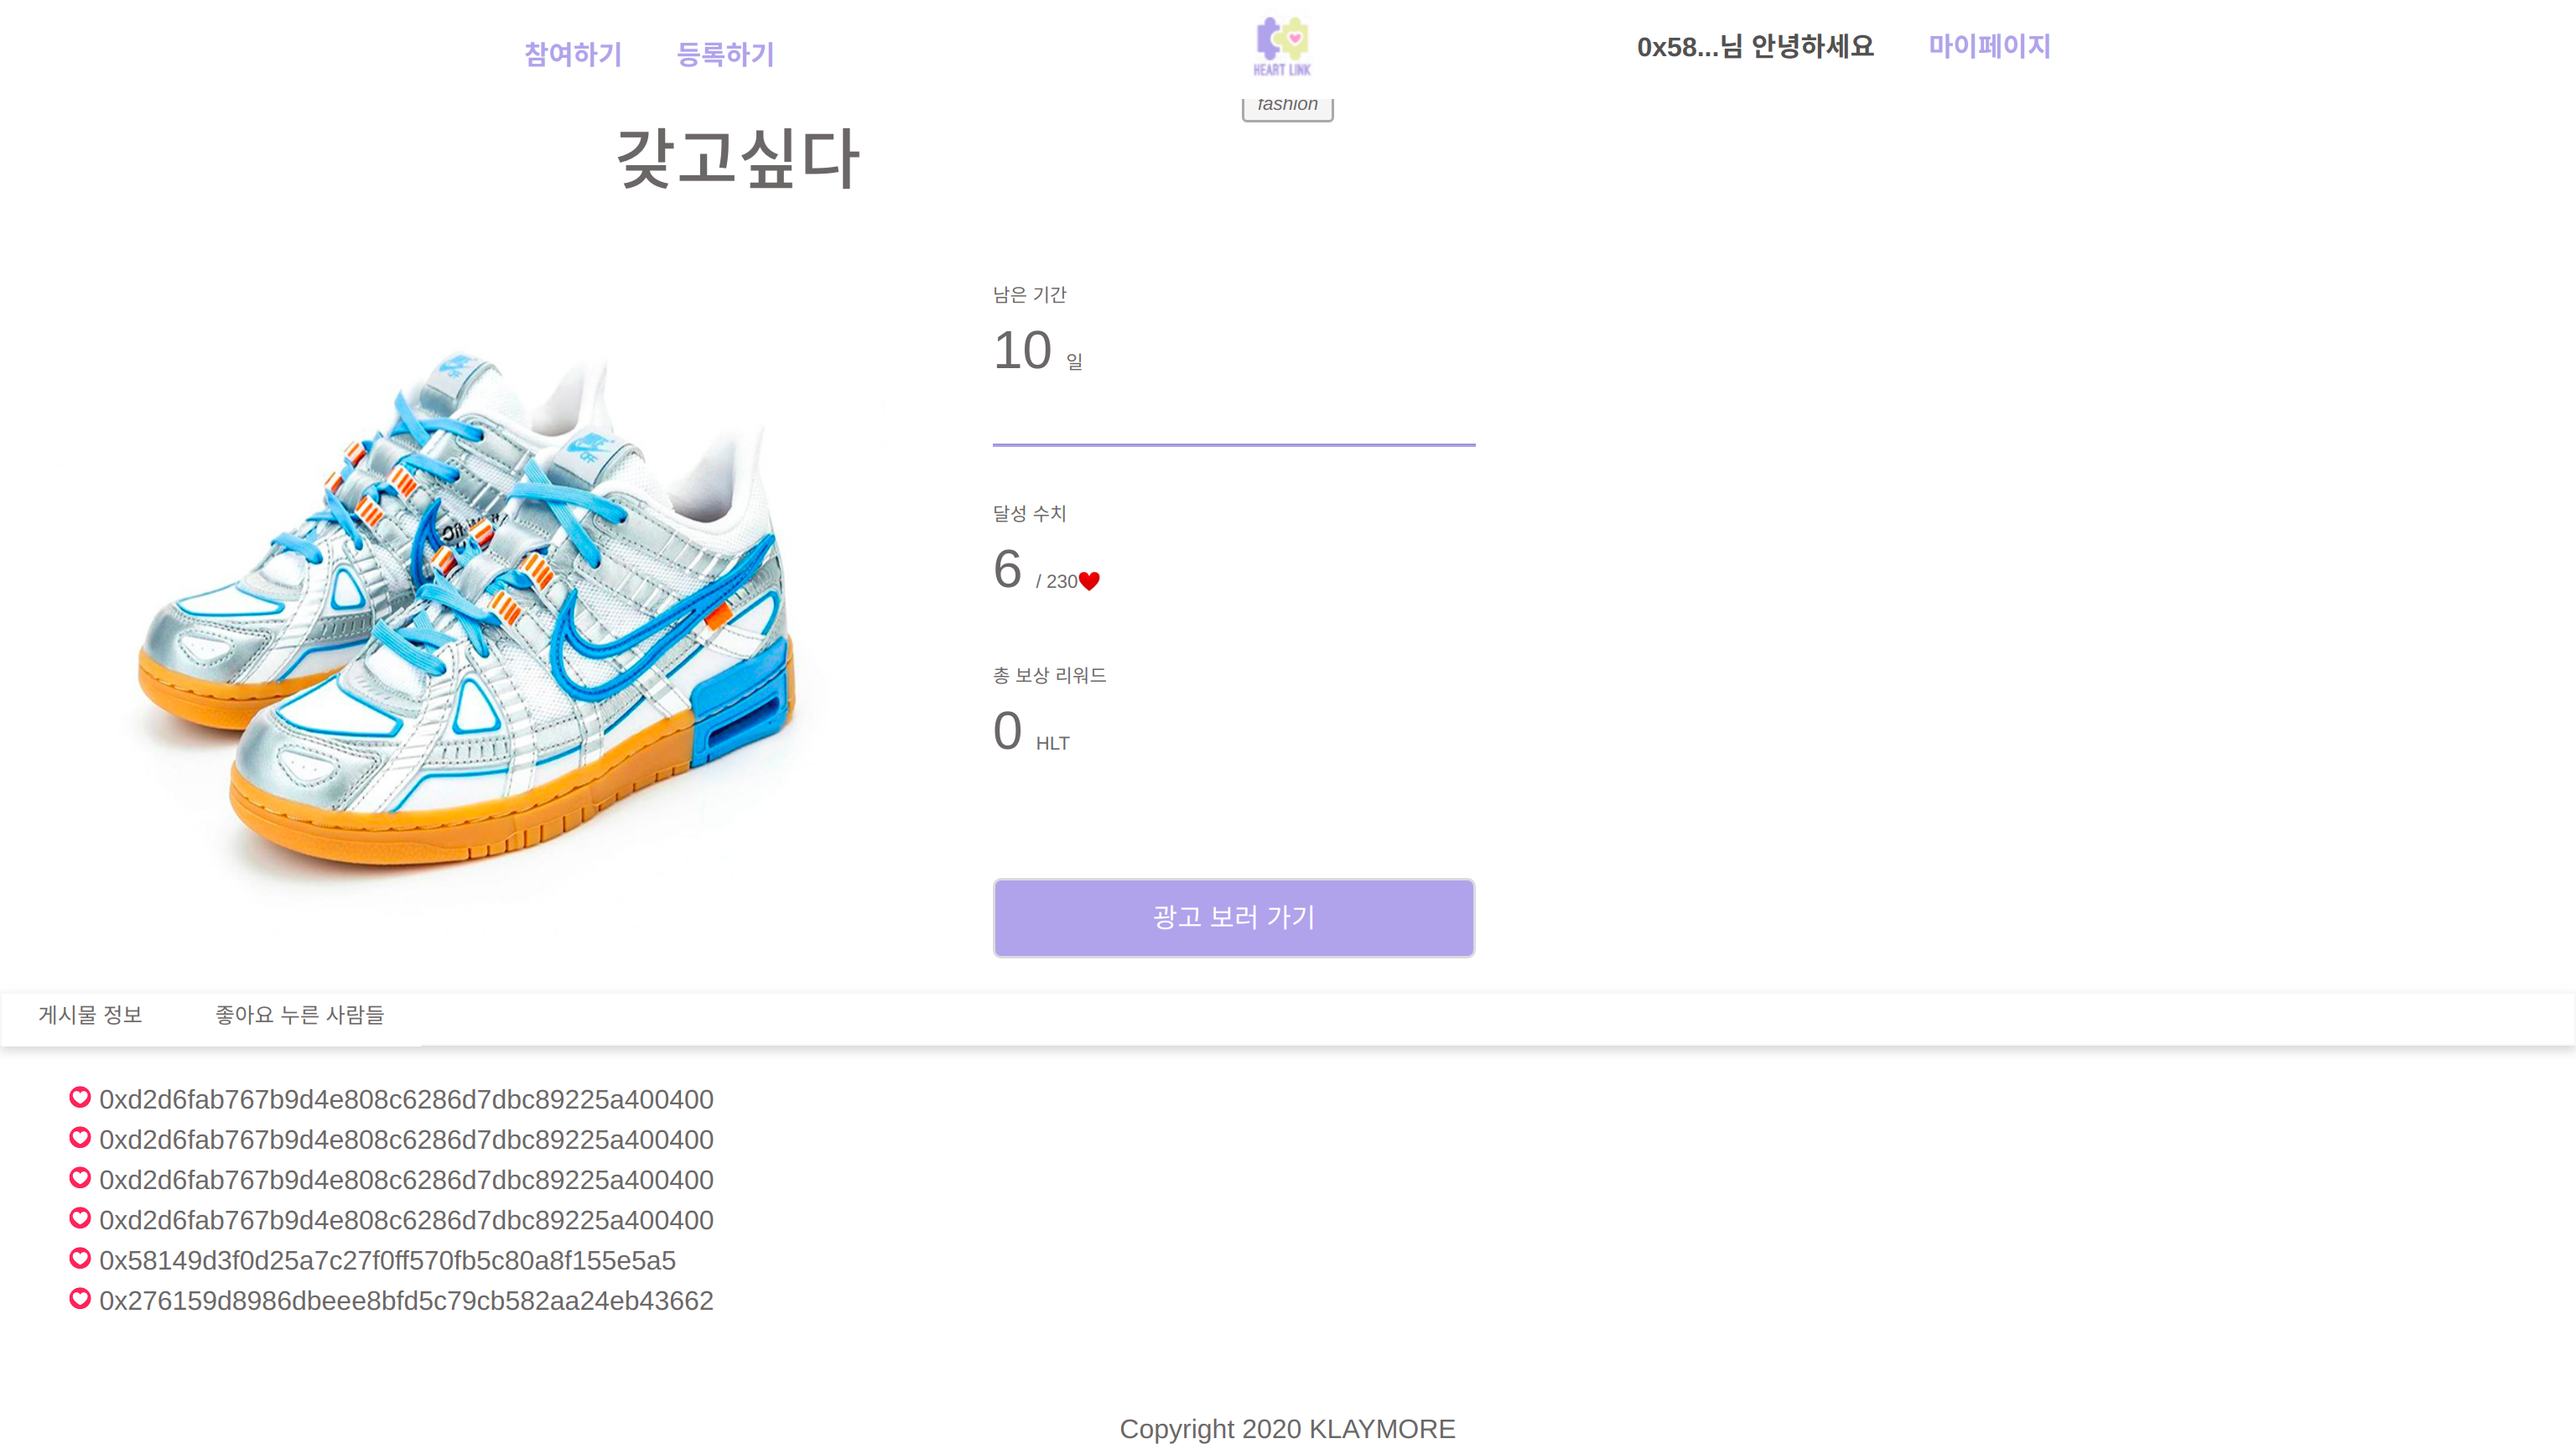 참여하기 등록하기
HEART LINK
0x58...님 안녕하세요 마이페이지
fashion
갖고싶다
남은 기간
10 일
OFF
달성 수치
6 / 230
총 보상 리워드
0 HLT
광고 보러 가기
게시물 정보 좋아요 누른 사람들
0xd2d6fab767b9d4e808c6286d7dbc89225a400400
0xd2d6fab767b9d4e808c6286d7dbc89225a400400
0xd2d6fab767b9d4e808c6286d7dbc89225a400400
0xd2d6fab767b9d4e808c6286d7dbc89225a400400
0x58149d3f0d25a7c27f0ff570fb5c80a8f155e5a5
0x276159d8986dbeee8bfd5c79cb582aa24eb43662
Copyright 2020 KLAYMORE